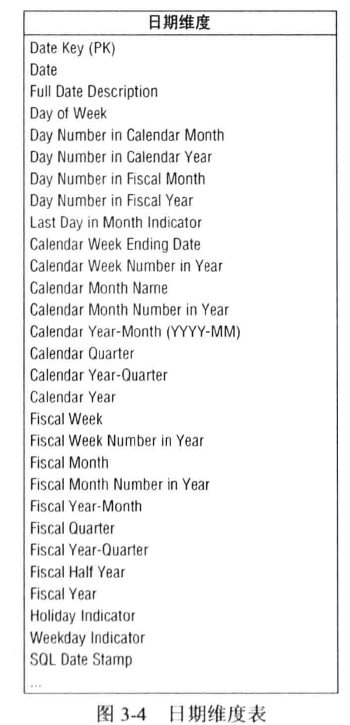 日期维度
Date Key (PK)
Date
Full Date Description
Day of Week
Day Number in Calendar Month
Day Number in Calendar Year
Day Number in Fiscal Month
Day Number in Fiscal Year
Last Day in Month Indicator
Calendar Week Ending Date
Calendar Week Number in Year
Calendar Month Name
Calendar Month Number in Year
Calendar Year-Month (YYYY-MM)
Calendar Quarter
Calendar Year-Quarter
Calendar Year
Fiscal Week
Fiscal Week Number in Year
Fiscal Month
Fiscal Month Number in Year
Fiscal Year-Month
Fiscal Quarter
Fiscal Year-Quarter
Fiscal Half Year
Fiscal Year
Holiday Indicator
Weekday Indicator
SQL Date Stamp
...
图 3-4 日期维度表